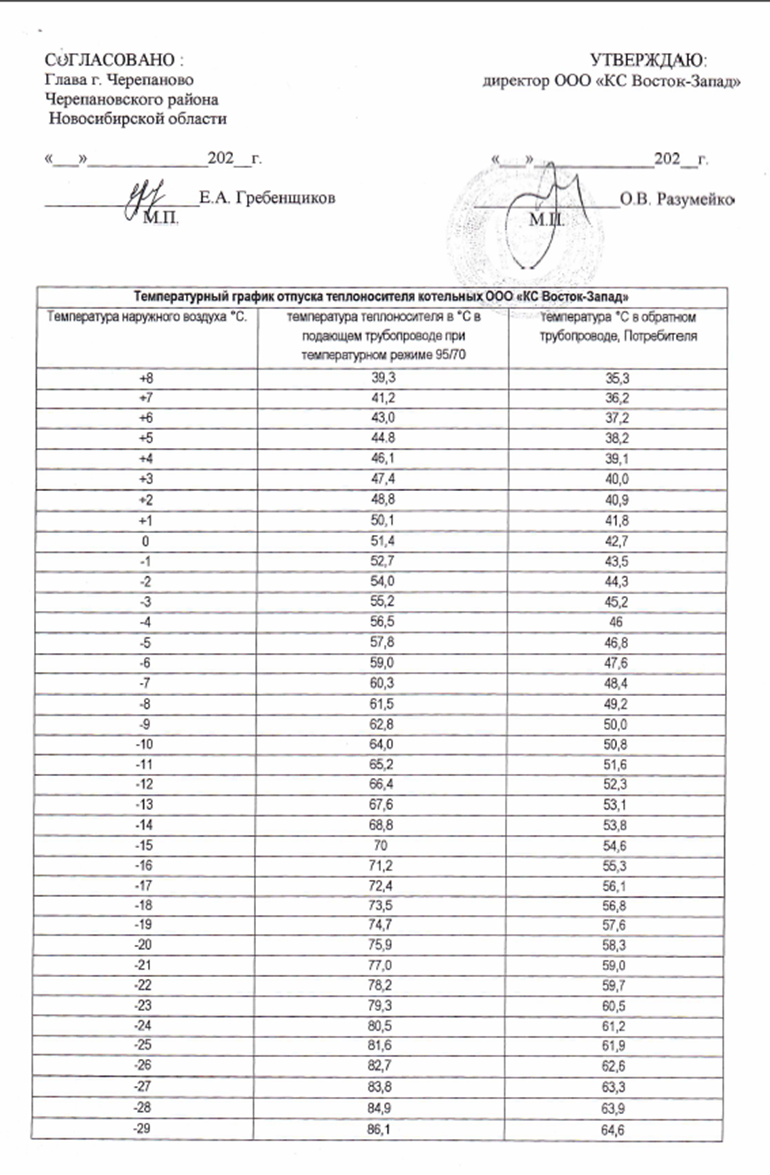 СОГЛАСОВАНО :
УТВЕРЖДАЮ:
Глава г. Черепаново
директор ООО «КС Восток-Запад»
Черепановского района
Новосибирской области
«___»______________202__г.
«___»______________202__г.
__________________Е.А. Гребенщиков
_________________О.В. Разумейко
М.П.
М.П.
Температурный график отпуска теплоносителя котельных ООО «КС Восток-Запад»
Температура наружного воздуха °С. температура теплоносителя в °С в температура °С в обратном
подающем трубопроводе при трубопроводе, Потребителя
температурном режиме 95/70
+8 39,3 35,3
+7 41,2 36,2
+6 43,0 37,2
+5 44.8 38,2
+4 46,1 39,1
+3 47,4 40,0
+2 48,8 40,9
+1 50,1 41,8
0 51,4 42,7
-1 52,7 43,5
-2 54,0 44,3
-3 55,2 45,2
-4 56,5 46
-5 57,8 46,8
-6 59,0 47,6
-7 60,3 48,4
-8 61,5 49,2
-9 62,8 50,0
-10 64,0 50,8
-11 65,2 51,6
-12 66,4 52,3
-13 67,6 53,1
-14 68,8 53,8
-15 70 54,6
-16 71,2 55,3
-17 72,4 56,1
-18 73,5 56,8
-19 74,7 57,6
-20 75,9 58,3
-21 77,0 59,0
-22 78,2 59,7
-23 79,3 60,5
-24 80,5 61,2
-25 81,6 61,9
-26 82,7 62,6
-27 83,8 63,3
-28 84,9 63,9
-29 86,1 64,6